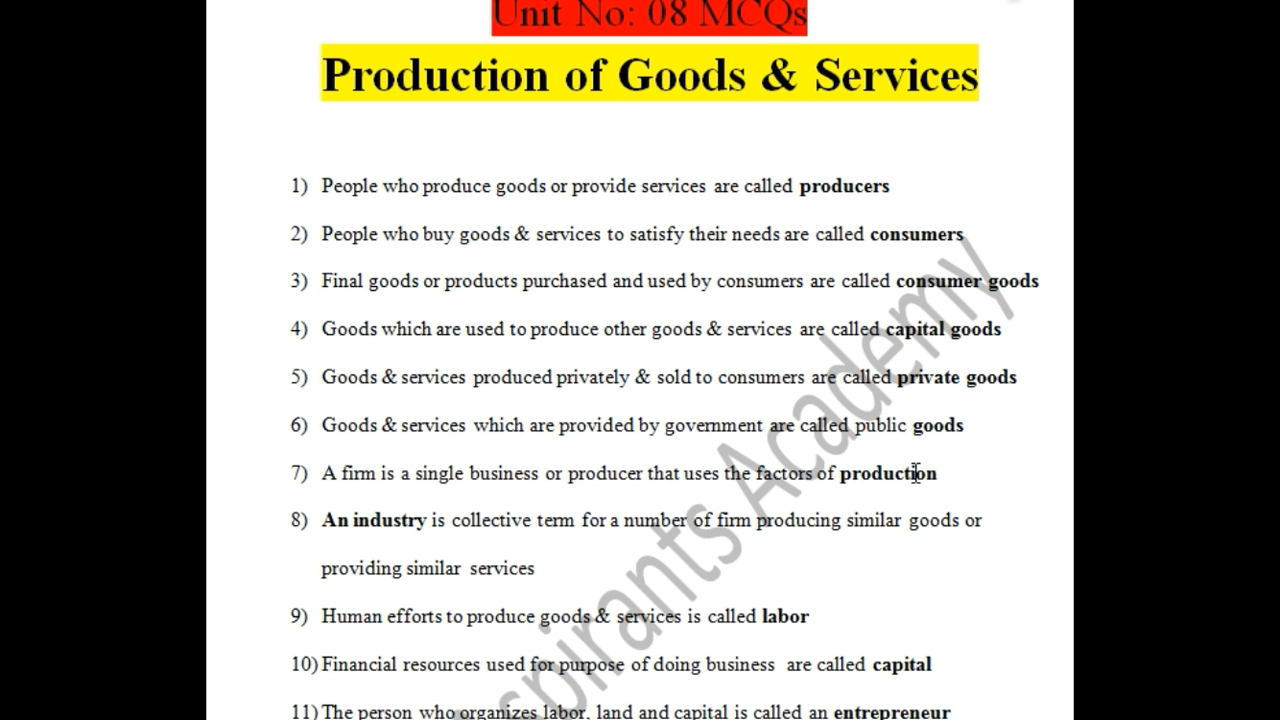 Unit No: 08 MCQs
Production of Goods & Services
1) People who produce goods or provide services are called producers
2) People who buy goods & services to satisfy their needs are called consumers
3) Final goods or products purchased and used by consumers are called consumer goods
4) Goods which are used to produce other goods & services are called capital goods
5) Goods & services produced privately & sold to consumers are called private goods
6) Goods & services which are provided by government are called public goods
7) A firm is a single business or producer that uses the factors of production
8) An industry is collective term for a number of firm producing similar goods or
providing similar services
9) Human efforts to produce goods & services is called labor
10) Financial resources used for purpose of doing business are called capital
11) The person who organizes labor, land and capital is called an entrepreneur
spirants Academy